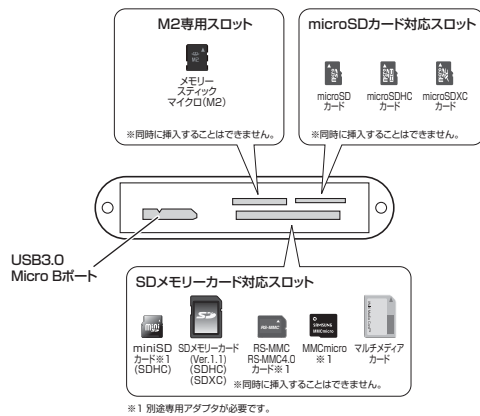 M2専用スロット
M2
メモリー
スティック
マイクロ(M2)
※同時に挿入することはできません。
microSDカード対応スロット
microSD
カード
microSDHC
カード
microSDXC
カード
※同時に挿入することはできません。
USB3.0
Micro Bポート
SDメモリーカード対応スロット
mini
miniSD
カード※1
(SDHC)
SD
SDメモリーカード
(Ver.1.1)
(SDHC)
(SDXC)
RS-MMC
RS-MMC
RS-MMC4.0
カード※1
SAMSUNG
MMCmicro
MMCmicro
※1
マルチメディア
カード
※同時に挿入することはできません。
※1 別途専用アダプタが必要です。